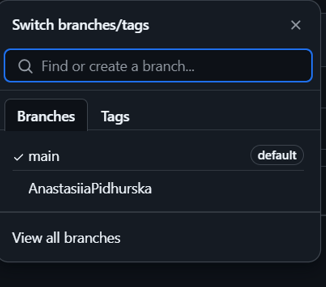 Switch branches/tags
Find or create a branch...
Branches Tags
main default
AnastasiiaPidhurska
View all branches